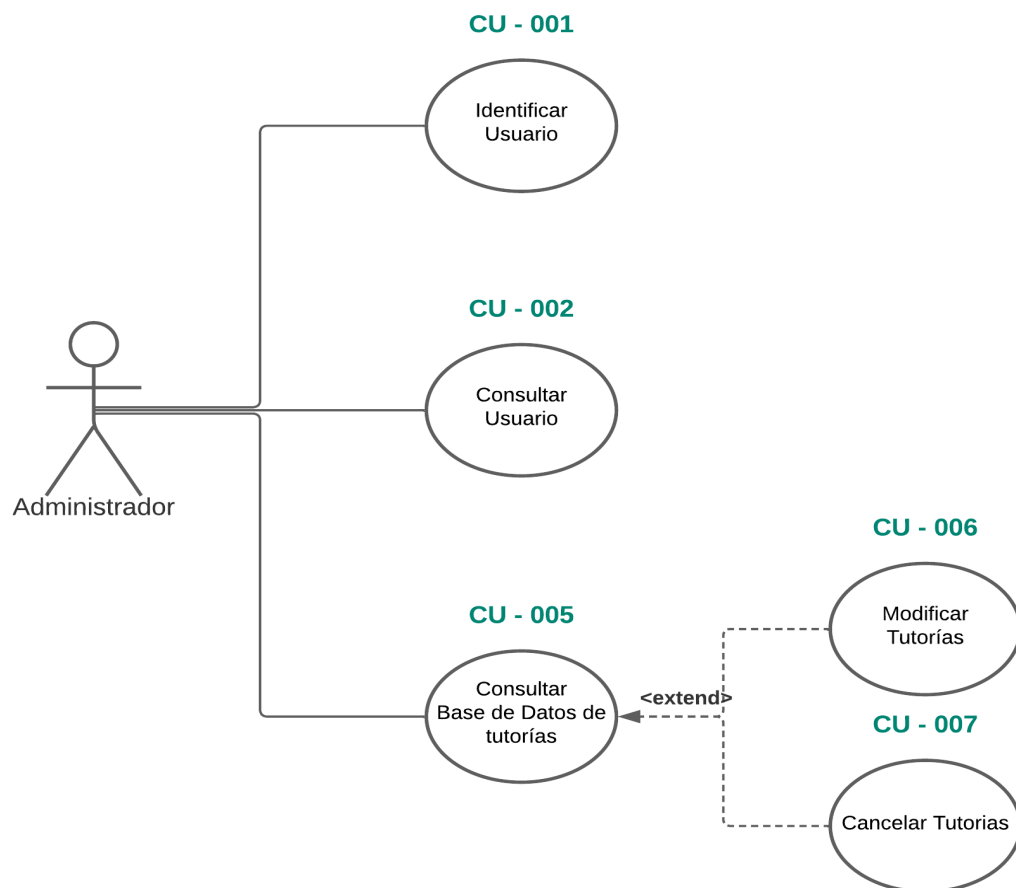 CU - 001
Identificar
Usuario
CU - 002
Consultar
Usuario
Administrador
CU - 006
Modificar
Tutorías
CU - 005
Consultar
Base de Datos de
tutorías
<extend>
CU - 007
Cancelar Tutorias